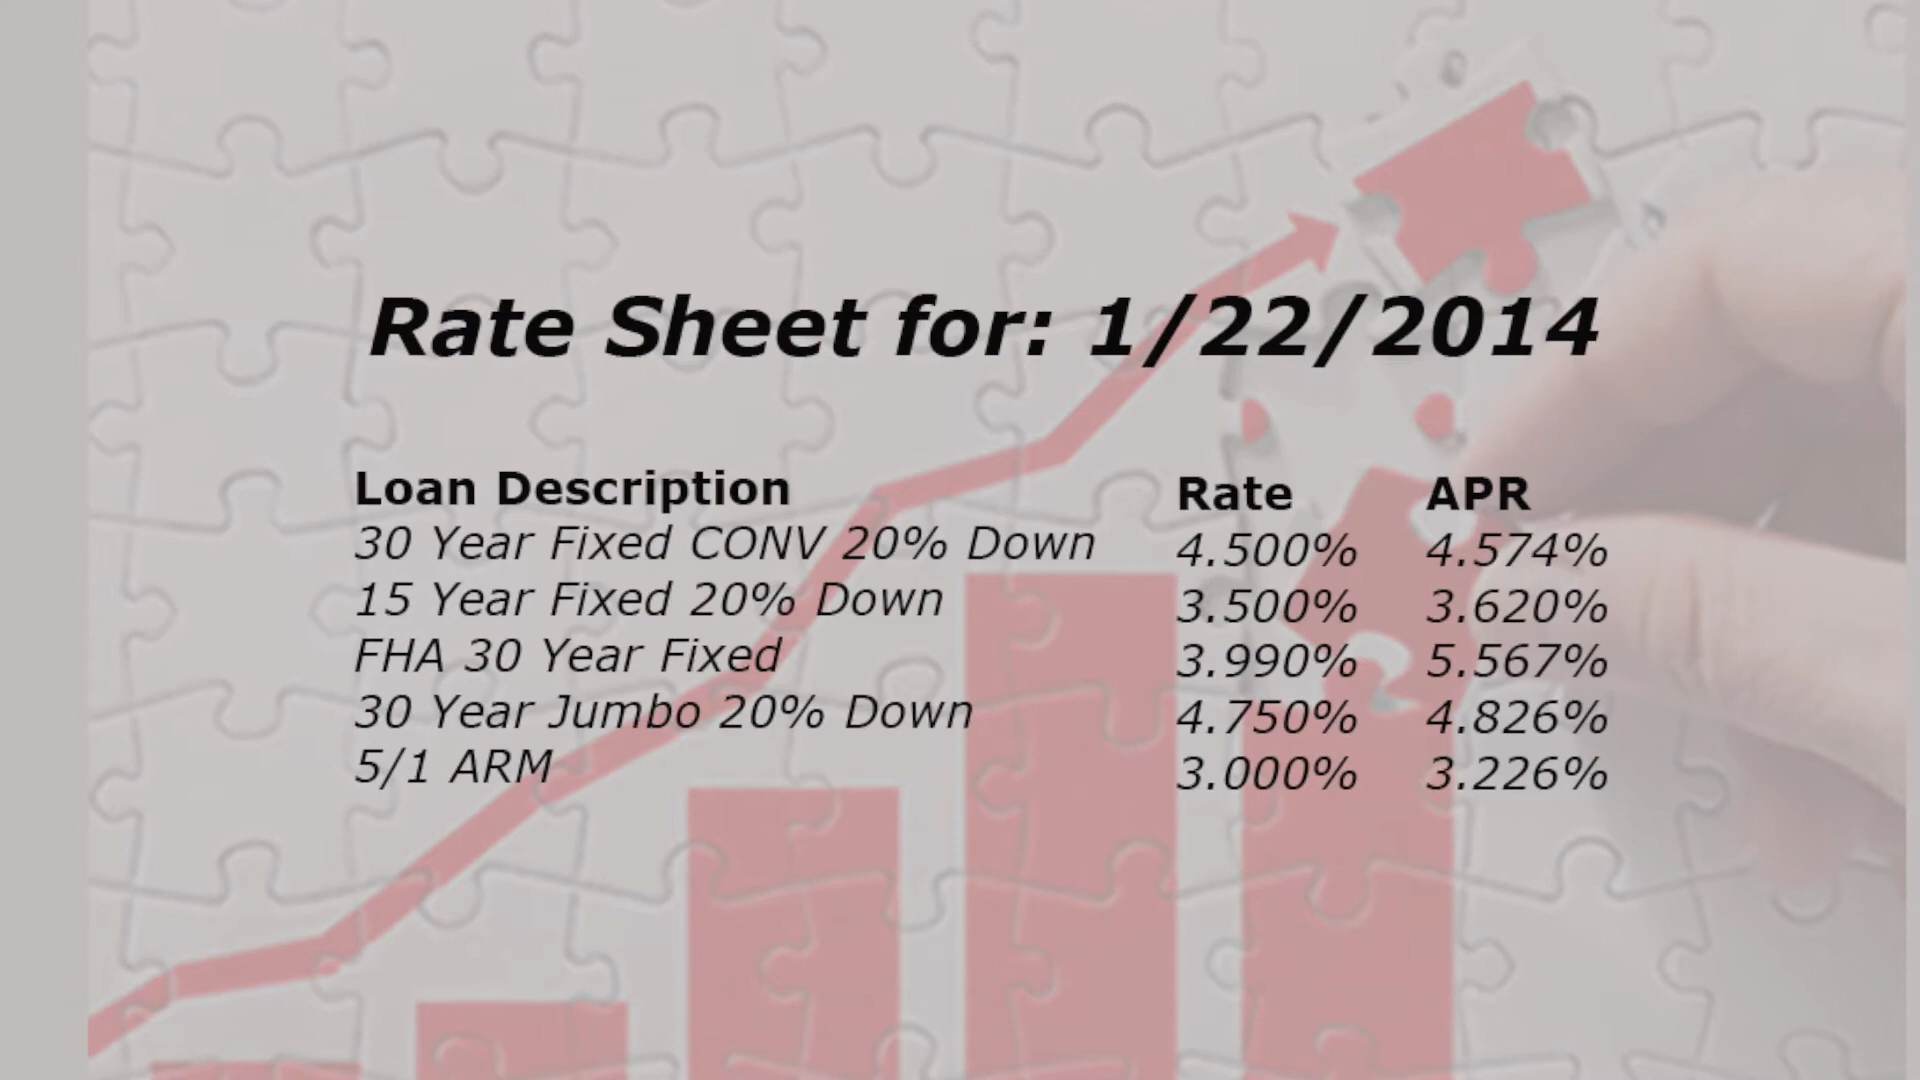 Rate Sheet for: 1/22/2014
Loan Description Rate APR
30 Year Fixed CONV 20% Down 4.500% 4.574%
15 Year Fixed 20% Down 3.500% 3.620%
FHA 30 Year Fixed 3.990% 5.567%
30 Year Jumbo 20% Down 4.750% 4.826%
5/1 ARM 3.000% 3.226%